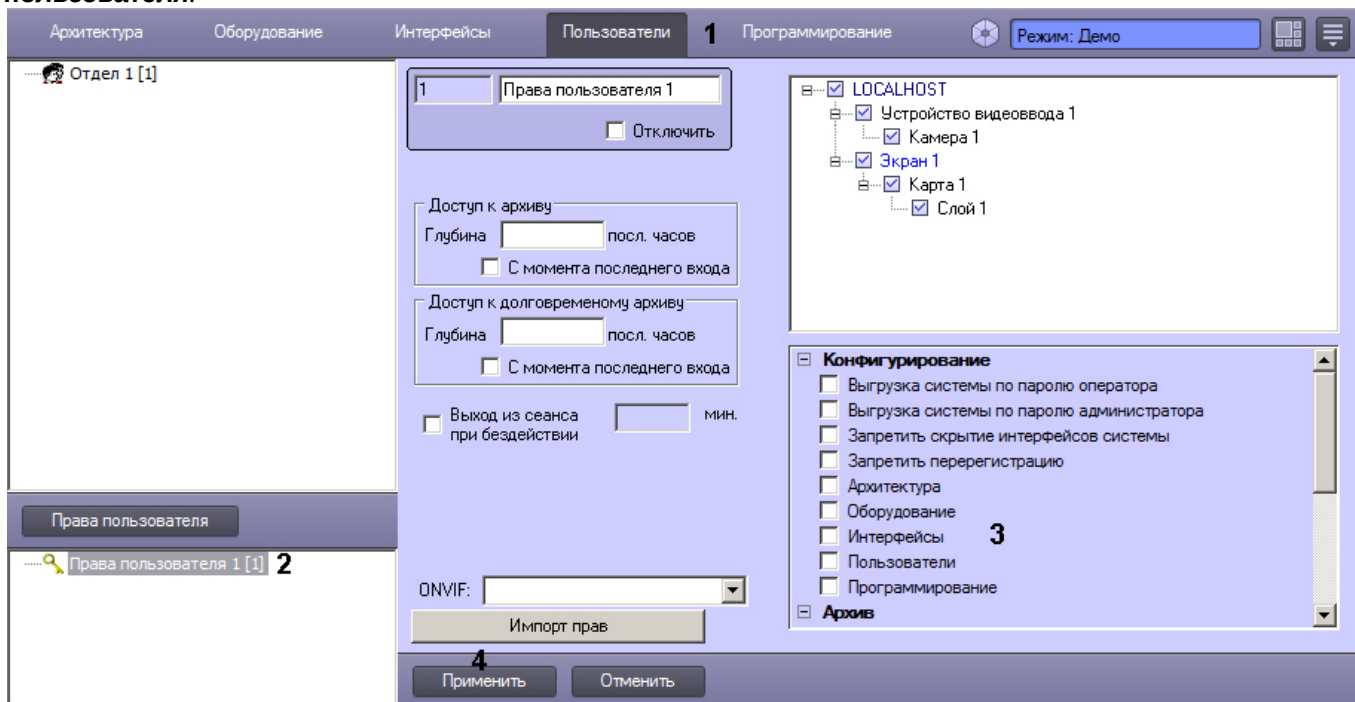 пользователя.
Архитектура Оборудование Интерфейсы Пользователи 1 Программирование Режим: Демо
Отдел 1 [1]
1 Права пользователя 1
Отключить
Доступ к архиву
Глубина посл. часов
С момента последнего входа
Доступ к долговременому архиву
Глубина посл. часов
С момента последнего входа
Выход из сеанса
при бездействии мин.
LOCALHOST
Устройство видеоввода 1
Камера 1
Экран 1
Карта 1
Слой 1
Конфигурирование
Выгрузка системы по паролю оператора
Выгрузка системы по паролю администратора
Запретить скрытие интерфейсов системы
Запретить перерегистрацию
Архитектура
Оборудование
Интерфейсы 3
Пользователи
Программирование
Архив
Права пользователя
Права пользователя 1 [1] 2
ONVIF:
Импорт прав
4
Применить Отменить